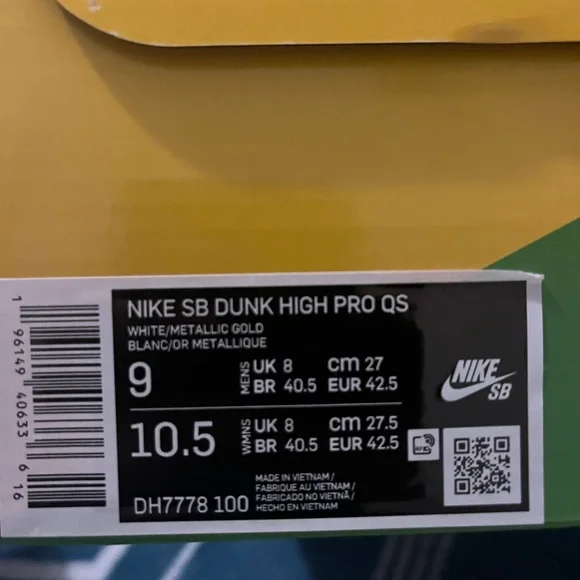 NIKE SB DUNK HIGH PRO QS
WHITE/METALLIC GOLD
BLANC/OR METALLIQUE
9 MENS UK 8 cm 27
BR 40.5 EUR 42.5
10.5 WMNS UK 8 cm 27.5
BR 40.5 EUR 42.5
NIKE
SB
RFID
MADE IN VIETNAM /
FABRIQUE AU VIETNAM /
FABRICADO NO VIETNÃ /
HECHO EN VIETNAM
DH7778 100
1 96149 40633 6 16